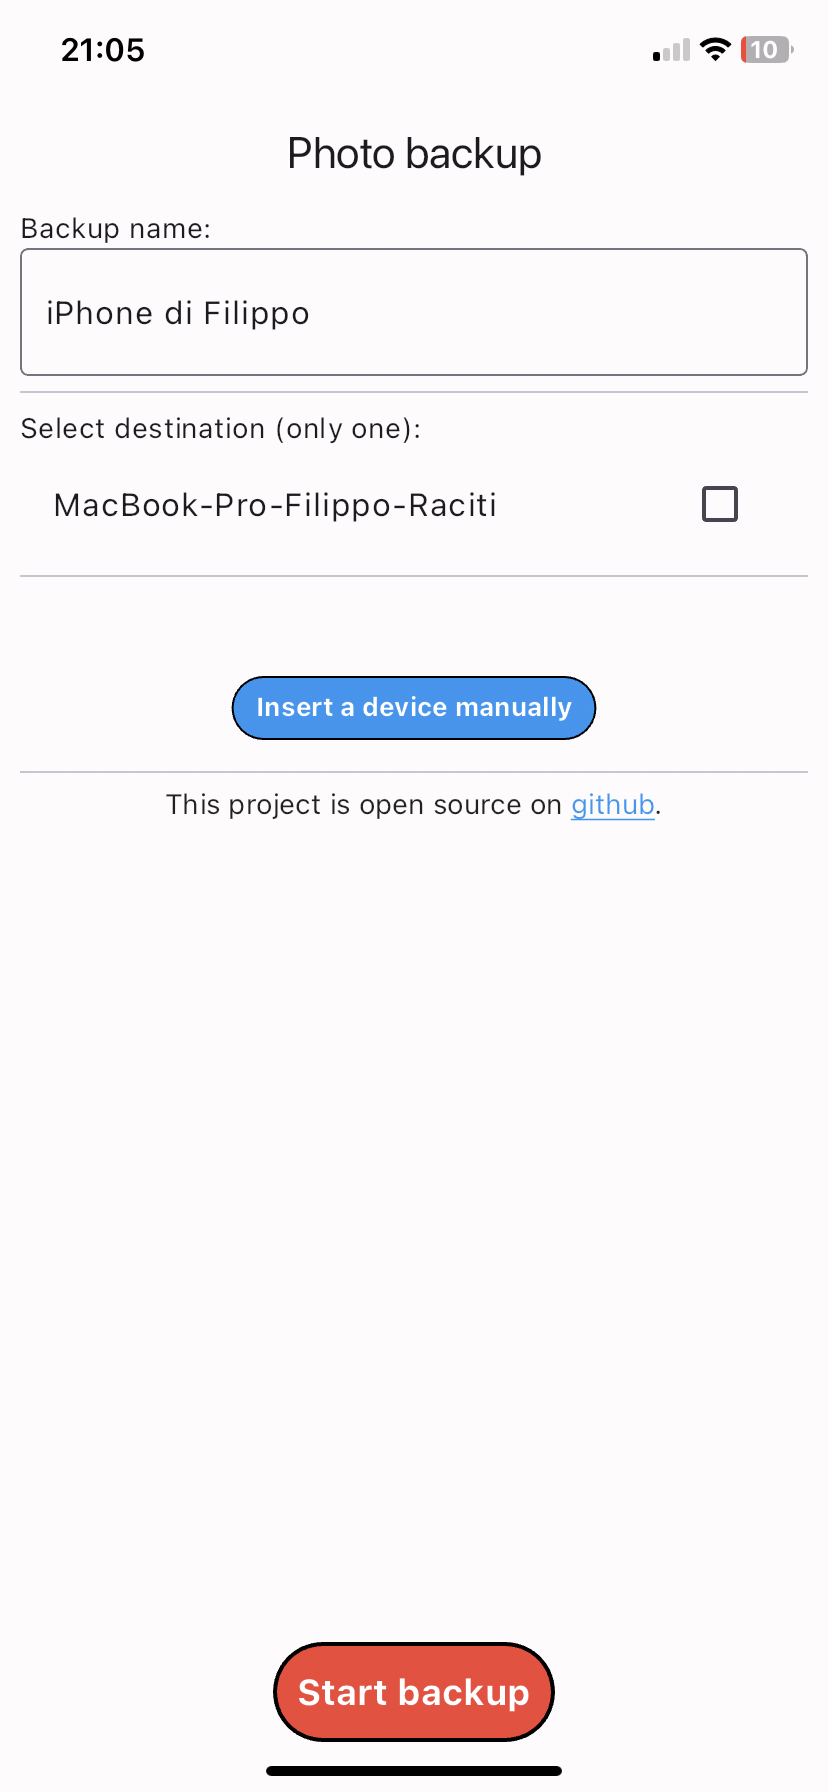 21:05
10
Photo backup
Backup name:
iPhone di Filippo
Select destination (only one):
MacBook-Pro-Filippo-Raciti
Insert a device manually
This project is open source on github.
Start backup